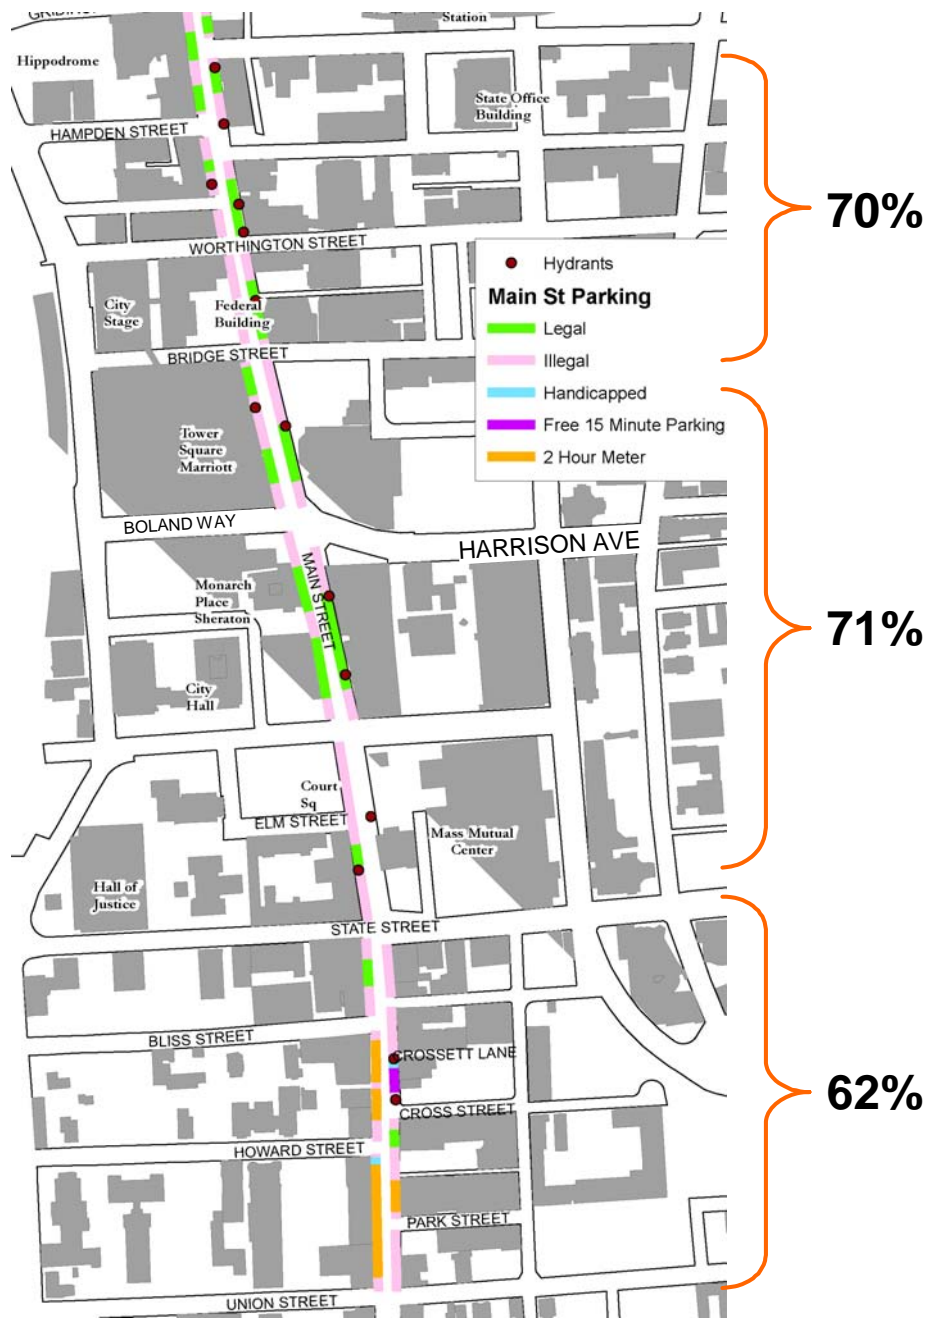 Station
Hippodrome
State Office
Building
HAMPDEN STREET
70%
WORTHINGTON STREET
Hydrants
Main St Parking
Legal
Illegal
Handicapped
Free 15 Minute Parking
2 Hour Meter
City
Stage
Federal
Building
BRIDGE STREET
Tower
Square
Marriott
BOLAND WAY
HARRISON AVE
MAIN STREET
Monarch
Place
Sheraton
71%
City
Hall
Court
Sq
ELM STREET
Mass Mutual
Center
Hall of
Justice
STATE STREET
BLISS STREET
CROSSETT LANE
62%
CROSS STREET
HOWARD STREET
PARK STREET
UNION STREET